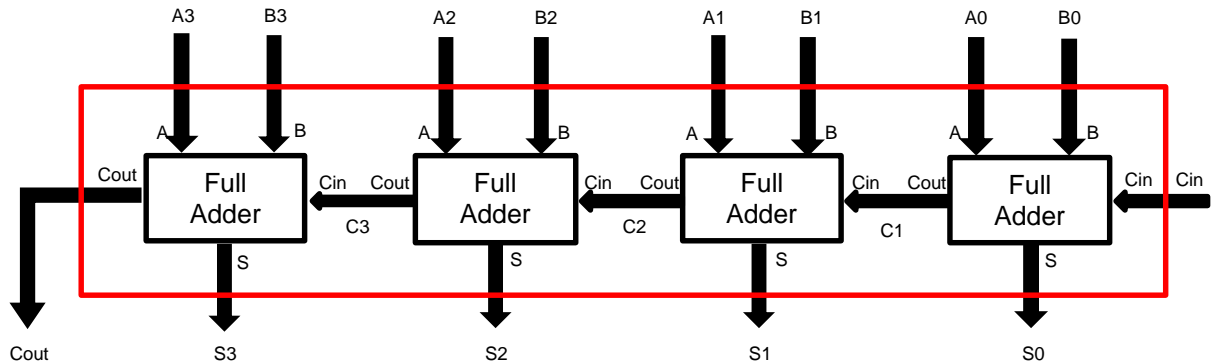 A3 B3 A2 B2 A1 B1 A0 B0
A B A B A B A B
Cout Full Adder Cin Cout Full Adder Cin Cout Full Adder Cin Cout Full Adder Cin Cin
C3 C2 C1
S S S S
Cout S3 S2 S1 S0